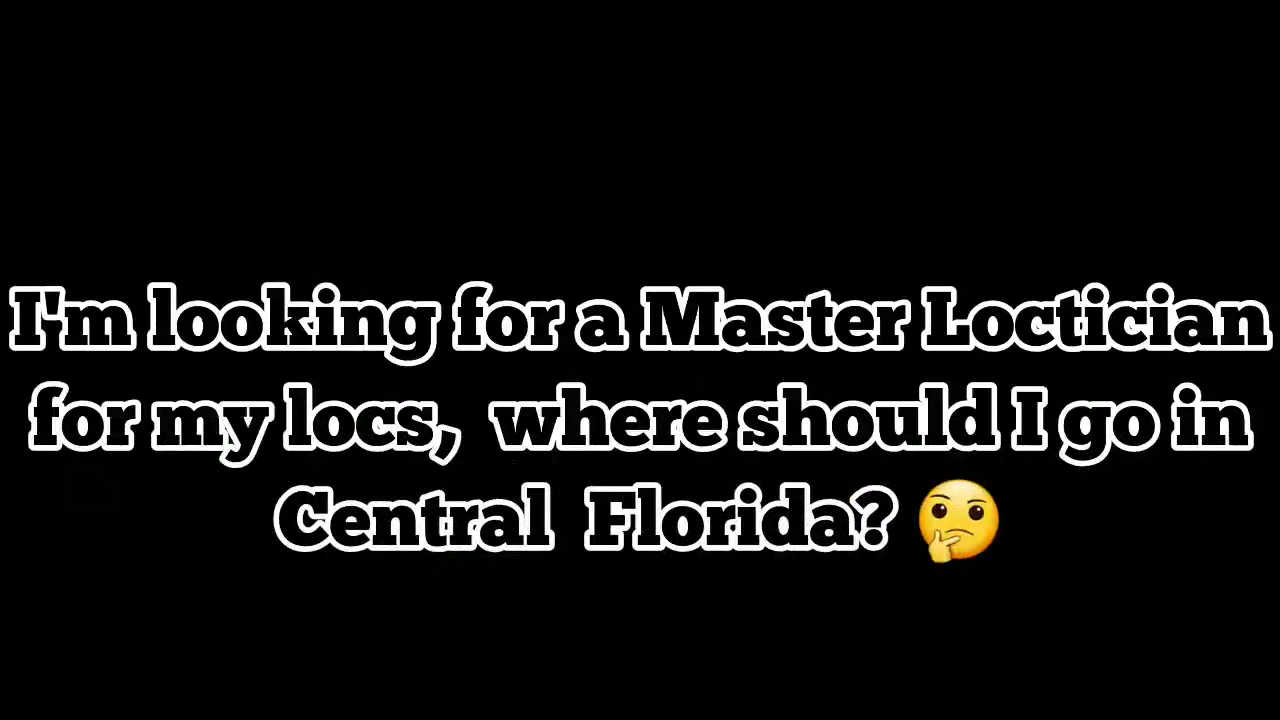 I'm looking for a Master Loctician
for my locs,  where should I go in
Central  Florida? 🤔